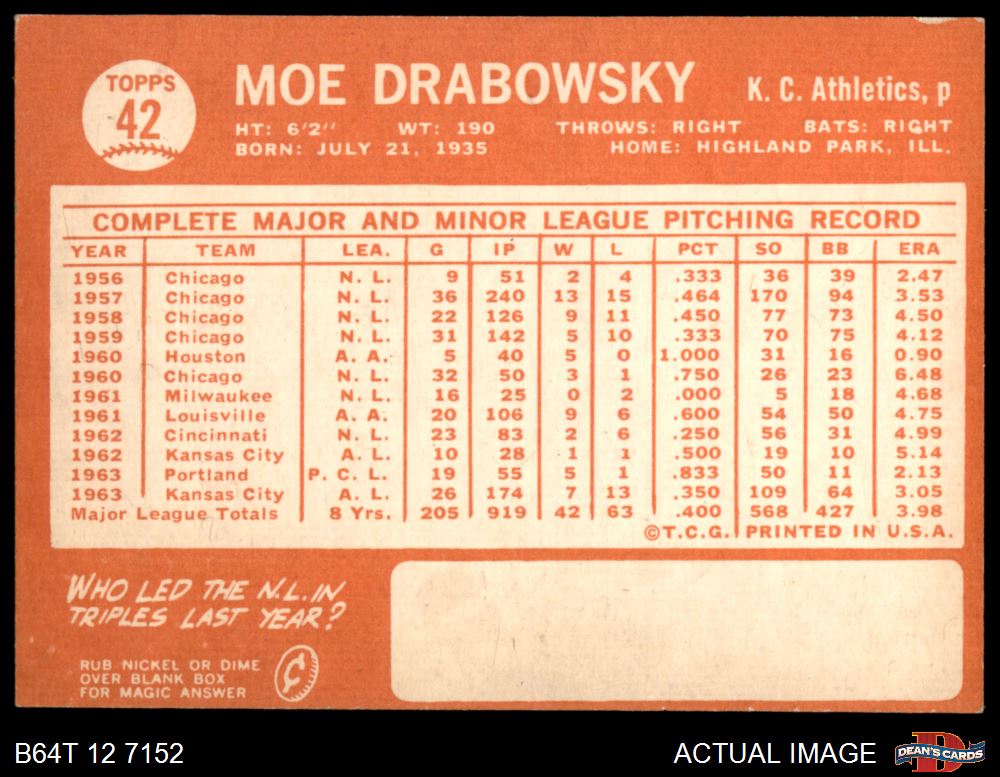 TOPPS
42
MOE DRABOWSKY K. C. Athletics, p
HT: 6'2" WT: 190 THROWS: RIGHT BATS: RIGHT
BORN: JULY 21, 1935 HOME: HIGHLAND PARK, ILL.
COMPLETE MAJOR AND MINOR LEAGUE PITCHING RECORD
YEAR TEAM LEA. G IP W L PCT SO BB ERA
1956 Chicago N. L. 9 51 2 4 .333 36 39 2.47
1957 Chicago N. L. 36 240 13 15 .464 170 94 3.53
1958 Chicago N. L. 22 126 9 11 .450 77 73 4.50
1959 Chicago N. L. 31 142 5 10 .333 70 75 4.12
1960 Houston A. A. 5 40 5 0 1.000 31 16 0.90
1960 Chicago N. L. 32 50 3 1 .750 26 23 6.48
1961 Milwaukee N. L. 16 25 0 2 .000 5 18 4.68
1961 Louisville A. A. 20 106 9 6 .600 54 50 4.75
1962 Cincinnati N. L. 23 83 2 6 .250 56 31 4.99
1962 Kansas City A. L. 10 28 1 1 .500 19 10 5.14
1963 Portland P. C. L. 19 55 5 1 .833 50 11 2.13
1963 Kansas City A. L. 26 174 7 13 .350 109 64 3.05
Major League Totals 8 Yrs. 205 919 42 63 .400 568 427 3.98
©T.C.G. PRINTED IN U.S.A.
WHO LED THE N.L. IN
TRIPLES LAST YEAR?
RUB NICKEL OR DIME
OVER BLANK BOX
FOR MAGIC ANSWER
¢
B64T 12 7152 ACTUAL IMAGE
D
DEAN'S CARDS